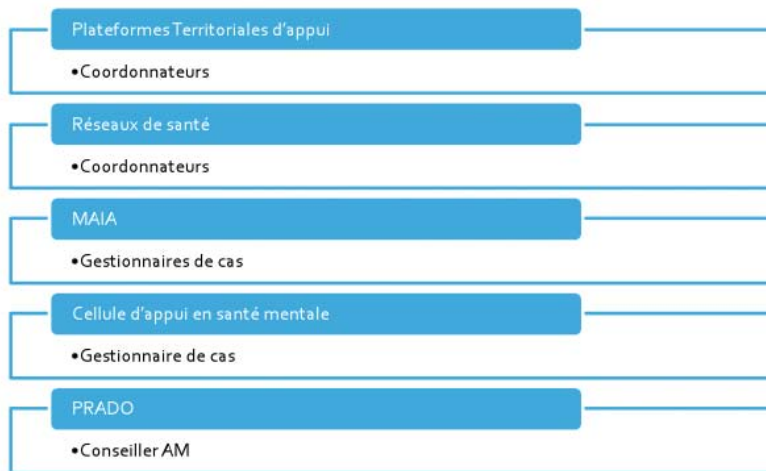 Plateformes Territoriales d'appui
•Coordonnateurs
Réseaux de santé
•Coordonnateurs
MAIA
•Gestionnaires de cas
Cellule d'appui en santé mentale
•Gestionnaire de cas
PRADO
•Conseiller AM